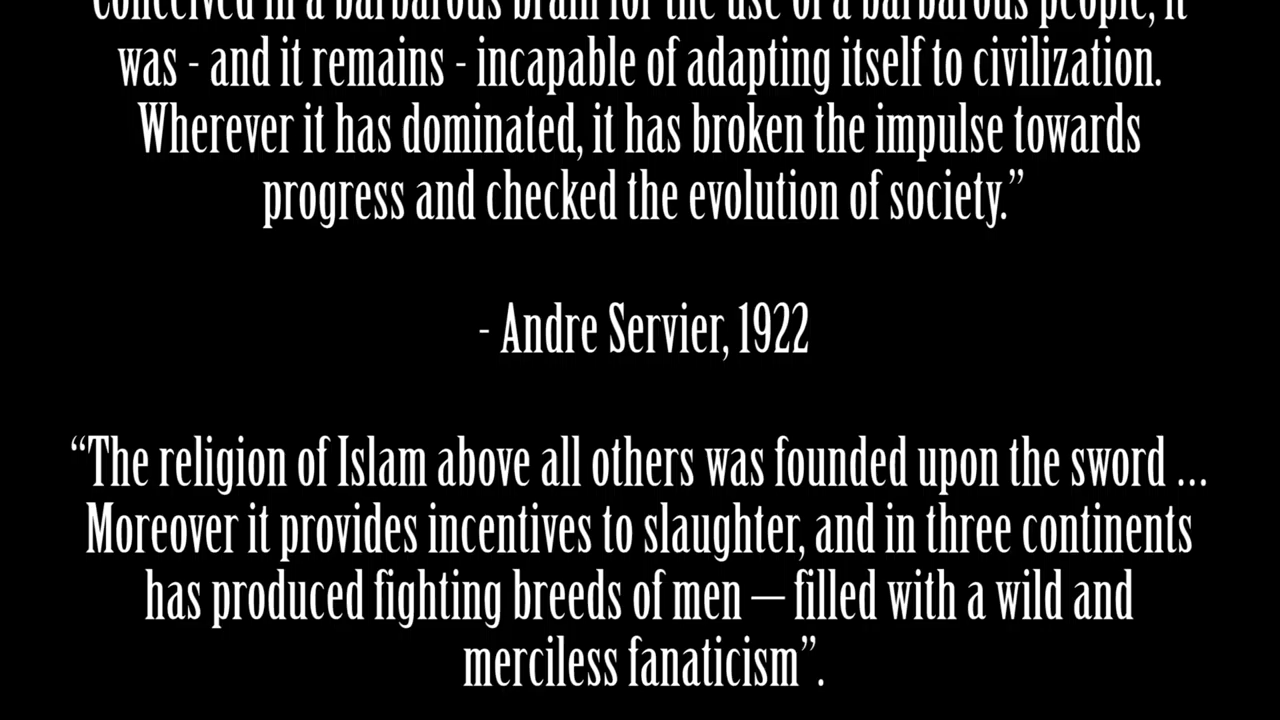 Conceived in a barbarous brain for the use of a barbarous people, it
was - and it remains - incapable of adapting itself to civilization.
Wherever it has dominated, it has broken the impulse towards
progress and checked the evolution of society.”
- Andre Servier, 1922
“The religion of Islam above all others was founded upon the sword ...
Moreover it provides incentives to slaughter, and in three continents
has produced fighting breeds of men — filled with a wild and
merciless fanaticism”.